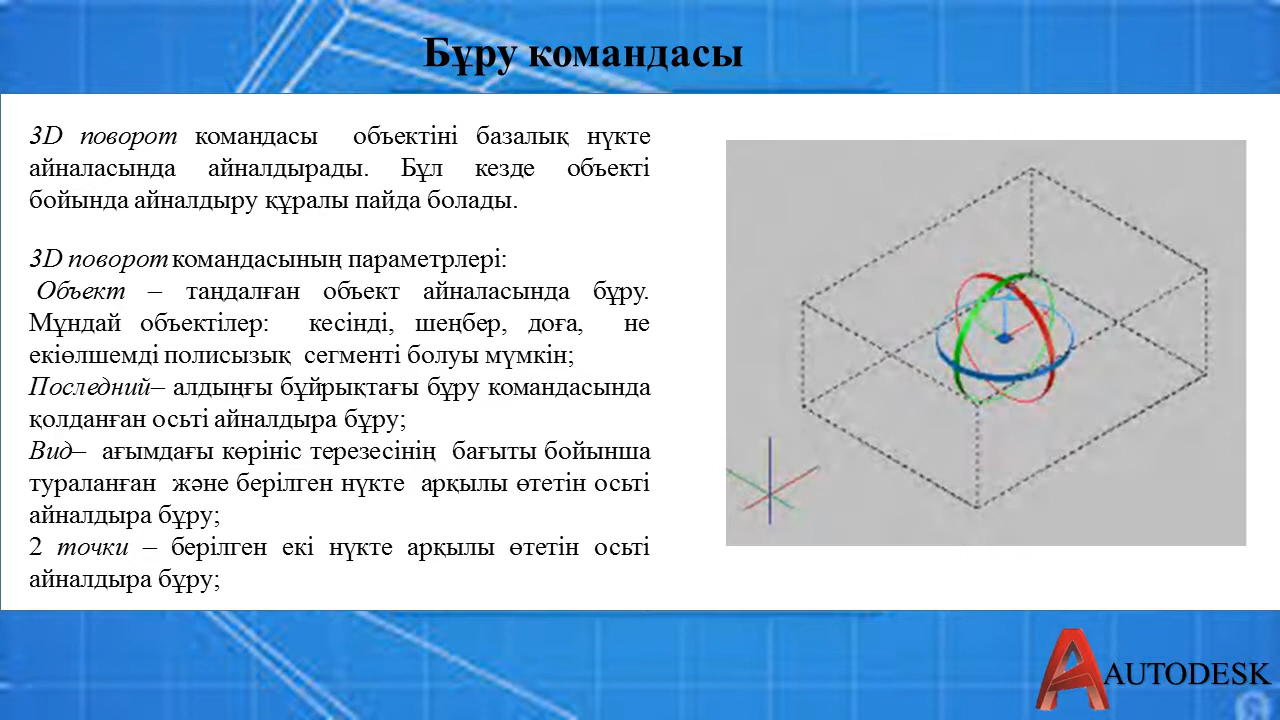 Бұру командасы
3D поворот командасы объектіні базалық нүкте
айналасында айналдырады. Бұл кезде объекті
бойында айналдыру құралы пайда болады.
3D поворот командасының параметрлері:
Объект – таңдалған объект айналасында бұру.
Мұндай объектілер: кесінді, шеңбер, доға, не
екіөлшемді полисызық сегменті болуы мүмкін;
Последний– алдыңғы бұйрықтағы бұру командасында
қолданған осьті айналдыра бұру;
Вид– ағымдағы көрініс терезесінің бағыты бойынша
тураланған және берілген нүкте арқылы өтетін осьті
айналдыра бұру;
2 точки – берілген екі нүкте арқылы өтетін осьті
айналдыра бұру;
AUTODESK